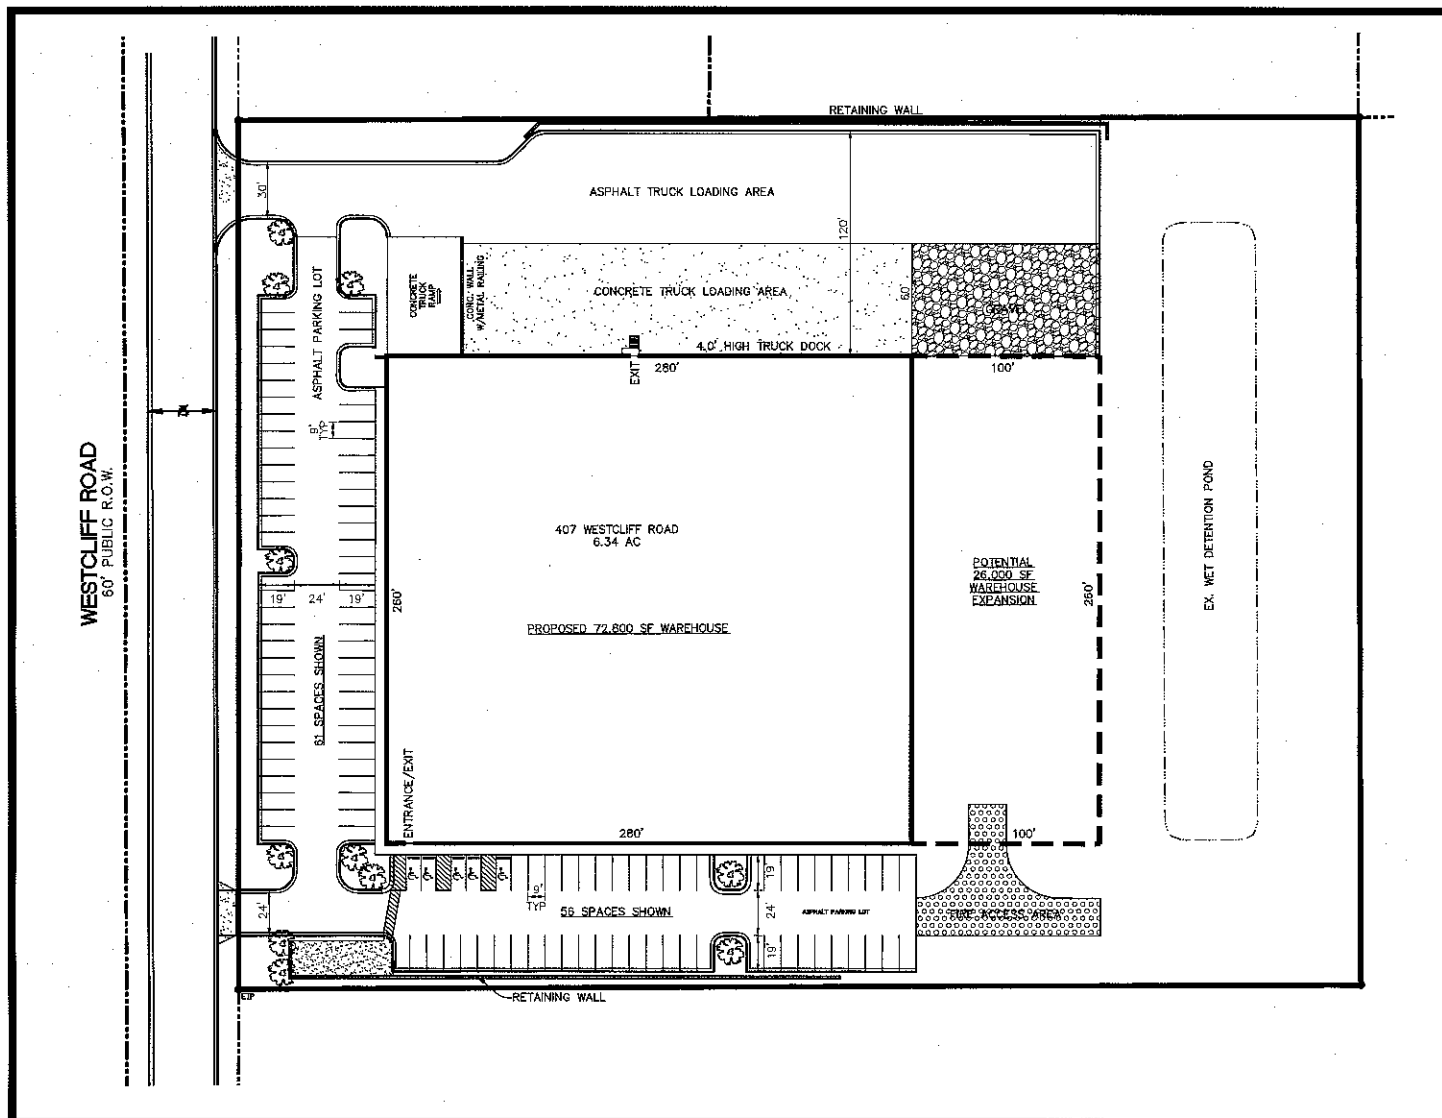 RETAINING WALL
ASPHALT TRUCK LOADING AREA
30'
120'
ASPHALT PARKING LOT
CONCRETE
TRUCK
RAMP
CONC. WALL
W/METAL RAILING
CONCRETE TRUCK LOADING AREA
60'
GRAVEL
4.0' HIGH TRUCK DOCK
EXIT
280'
100'
9'
TYP
WESTCLIFF ROAD
60' PUBLIC R.O.W.
407 WESTCLIFF ROAD
6.34 AC
EX. WET DETENTION POND
POTENTIAL
26,000 SF
WAREHOUSE
EXPANSION
19'
24'
19'
260'
260'
PROPOSED 72,800 SF WAREHOUSE
61 SPACES SHOWN
ENTRANCE/EXIT
280'
100'
9'
TYP
19'
24'
56 SPACES SHOWN
24'
ASPHALT PARKING LOT
FIRE ACCESS AREA
19'
EIP
RETAINING WALL